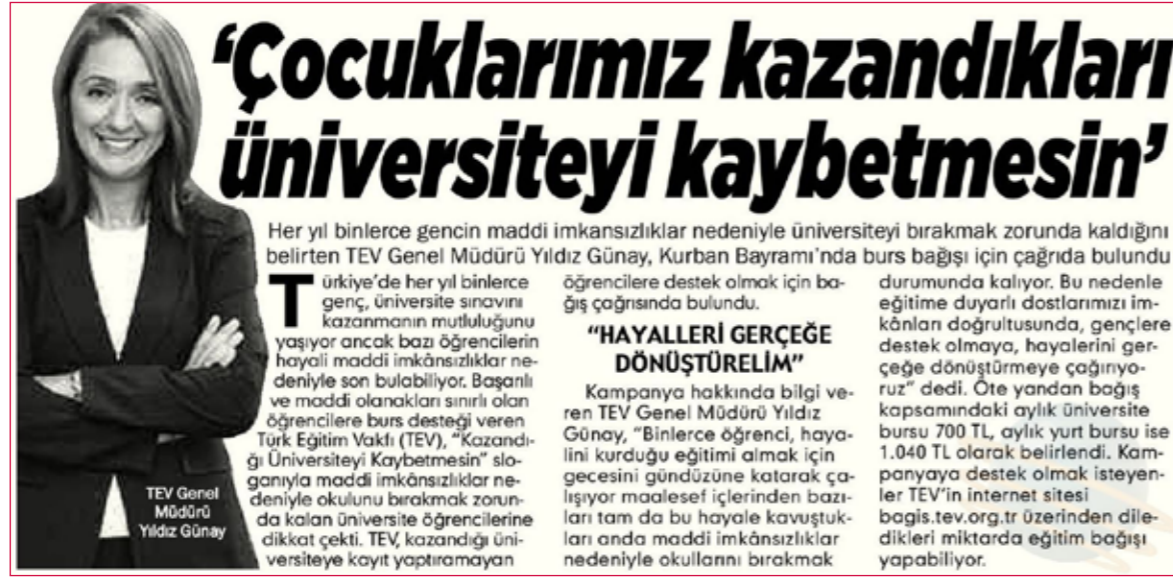 ‘Çocuklarımız kazandıkları
üniversiteyi kaybetmesin’
Her yıl binlerce gencin maddi imkansızlıklar nedeniyle üniversiteyi bırakmak zorunda kaldığını
belirten TEV Genel Müdürü Yıldız Günay, Kurban Bayramı’nda burs bağışı için çağrıda bulundu
Türkiye’de her yıl binlerce
genç, üniversite sınavını
kazanmanın mutluluğunu
yaşıyor ancak bazı öğrencilerin
hayali maddi imkânsızlıklar ne-
deniyle son bulabiliyor. Başarılı
ve maddi olanakları sınırlı olan
öğrencilere burs desteği veren
Türk Eğitim Vakfı (TEV), “Kazandı-
ğı Üniversiteyi Kaybetmesin” slo-
ganıyla maddi imkânsızlıklar ne-
deniyle okulunu bırakmak zorun-
da kalan üniversite öğrencilerine
dikkat çekti. TEV, kazandığı üni-
versiteye kayıt yaptıramayan
öğrencilere destek olmak için ba-
ğış çağrısında bulundu.
“HAYALLERİ GERÇEĞE
DÖNÜŞTÜRELİM”
Kampanya hakkında bilgi ve-
ren TEV Genel Müdürü Yıldız
Günay, “Binlerce öğrenci, haya-
lini kurduğu eğitimi almak için
gecesini gündüzüne katarak ça-
lışıyor maalesef içlerinden bazı-
ları tam da bu hayale kavuştuk-
ları anda maddi imkânsızlıklar
nedeniyle okullarını bırakmak
durumunda kalıyor. Bu nedenle
eğitime duyarlı dostlarımızı im-
kânları doğrultusunda, gençlere
destek olmaya, hayalerini ger-
çeğe dönüştürmeye çağırıyo-
ruz” dedi. Öte yandan bağış
kapsamındaki aylık üniversite
bursu 700 TL, aylık yurt bursu ise
1.040 TL olarak belirlendi. Kam-
panyaya destek olmak isteyen-
ler TEV’in internet sitesi
bagis.tev.org.tr üzerinden dile-
dikleri miktarda eğitim bağışı
yapabiliyor.
TEV Genel
Müdürü
Yıldız Günay